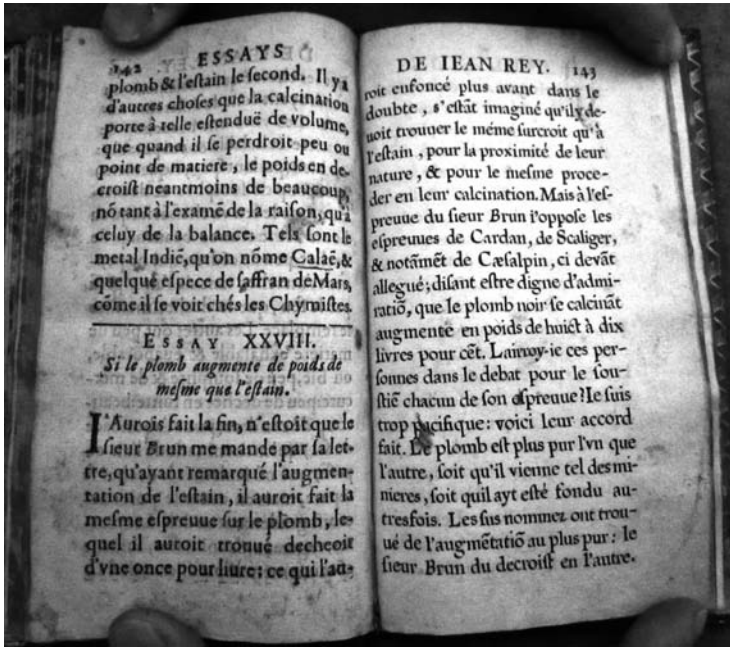 142 ESSAYS
plomb & l'eſtain le ſecond. Il y a
d'autres choſes que la calcination
porte à telle eſtenduë de volume,
que quand il ſe perdroit peu ou
point de matiere, le poids en de-
croiſt neantmoins de beaucoup,
nõ tant à l'examẽ de la raiſon, qu'à
celuy de la balance. Tels ſont le
metal Indiẽ, qu'on nõme Calaẽ, &
quelque eſpece de ſaffran de Mars,
cõme il ſe voit chés les Chymiſtes.
ESSAY XXVIII.
Si le plomb augmente de poids de
meſme que l'eſtain.
I'Aurois fait la fin, n'eſtoit que le
ſieur Brun me mande par ſa let-
tre, qu'ayant remarqué l'augmen-
tation de l'eſtain, il auroit fait la
meſme eſpreuue ſur le plomb, le-
quel il auroit trouué decheoir
d'vne once pour liure: ce qui l'au-
DE IEAN REY. 143
roit enfoncé plus avant dans le
doubte, s'eſtãt imaginé qu'il y de-
uoit trouuer le méme ſurcroit qu'à
l'eſtain, pour la proximité de leur
nature, & pour le meſme proce-
der en leur calcination. Mais à l'eſ-
preuue du ſieur Brun i'oppoſe les
eſpreuues de Cardan, de Scaliger,
& notãmẽt de Cæſalpin, ci devãt
allegué; diſant eſtre digne d'admi-
ratiõ, que le plomb noir ſe calcinãt
augmente en poids de huict à dix
livres pour cẽt. Lairroy-ie ces per-
ſonnes dans le debat pour le ſou-
ſtiẽ chacun de ſon eſpreuue? Ie ſuis
trop pacifique: voici leur accord
fait. Le plomb eſt plus pur l'vn que
l'autre, ſoit qu'il vienne tel des mi-
nieres, ſoit quil ayt eſté fondu au-
tresfois. Les ſus nommez ont trou-
ué de l'augmẽtatiõ au plus pur: le
ſieur Brun du decroiſt en l'autre.